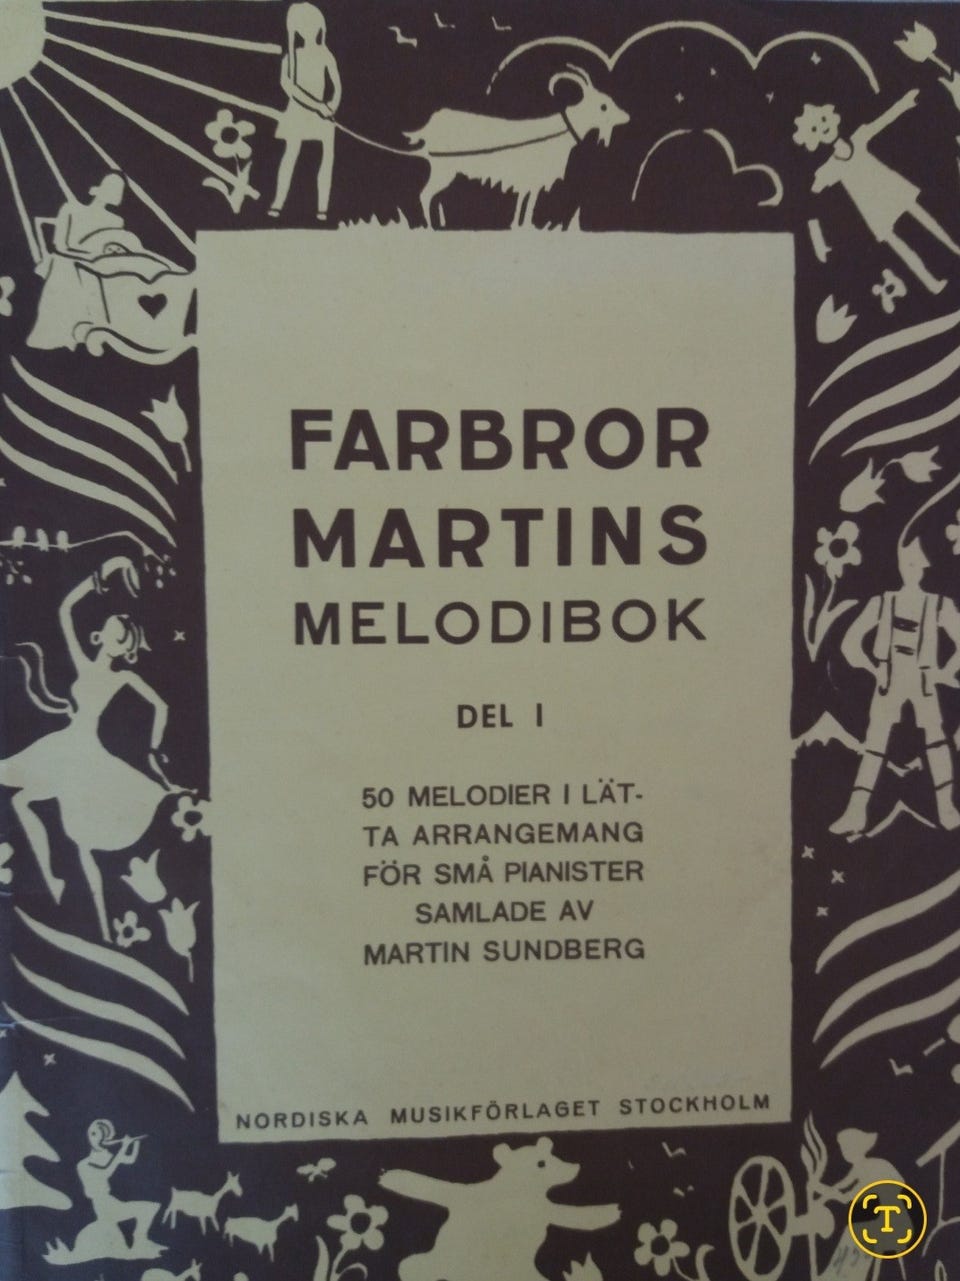 FARBROR
MARTINS
MELODIBOK
DEL I
50 MELODIER I LÄT-
TA ARRANGEMANG
FÖR SMÅ PIANISTER
SAMLADE AV
MARTIN SUNDBERG
NORDISKA MUSIKFÖRLAGET STOCKHOLM
T